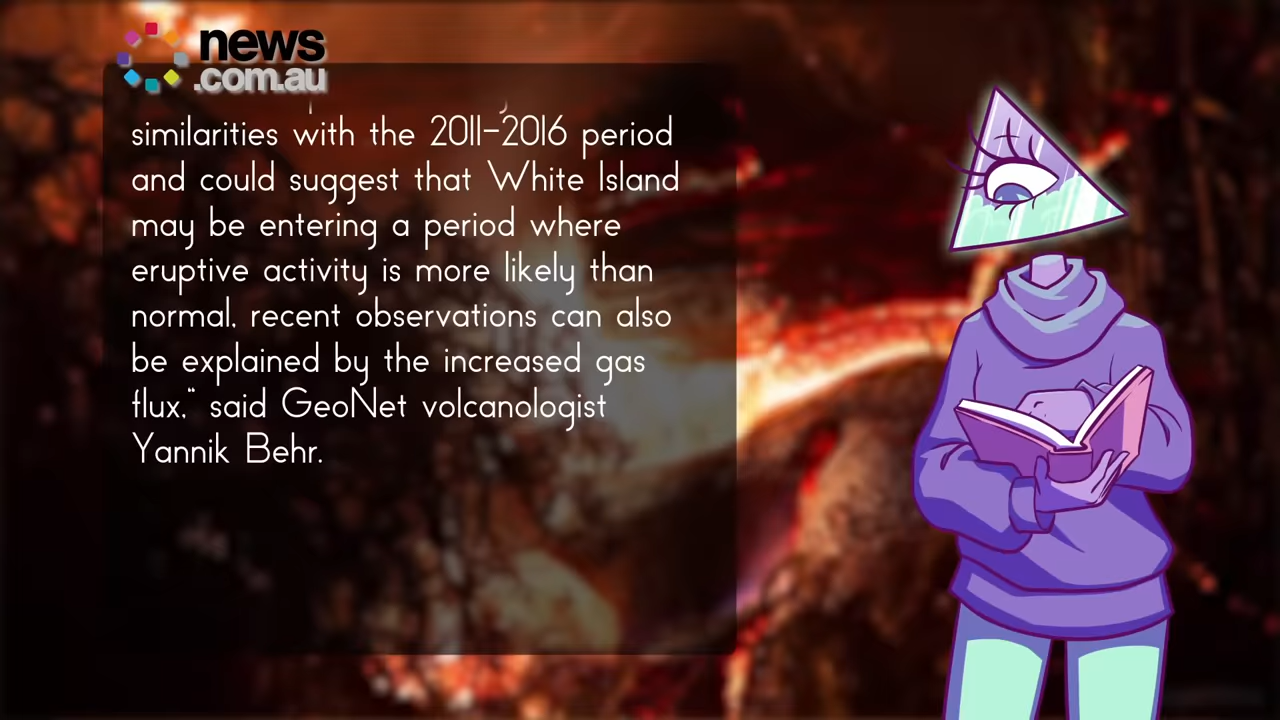 news
.com.au
similarities with the 2011-2016 period
and could suggest that White Island
may be entering a period where
eruptive activity is more likely than
normal, recent observations can also
be explained by the increased gas
flux,” said GeoNet volcanologist
Yannik Behr.